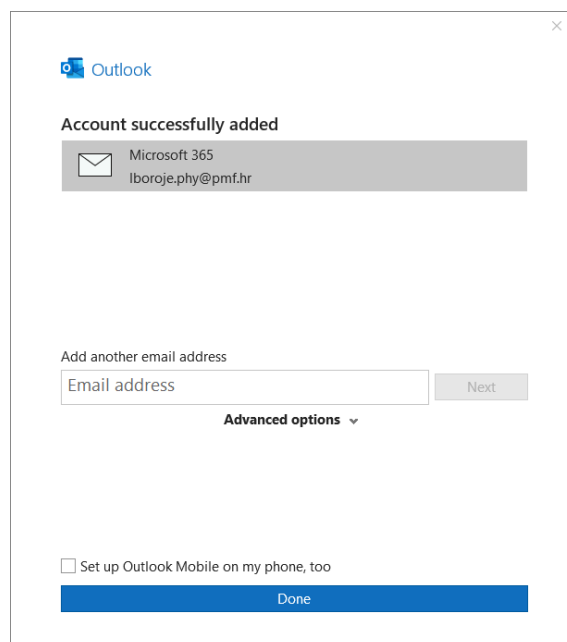 Outlook
Account successfully added
Microsoft 365
lboroje.phy@pmf.hr
Add another email address
Email address
Next
Advanced options
Set up Outlook Mobile on my phone, too
Done